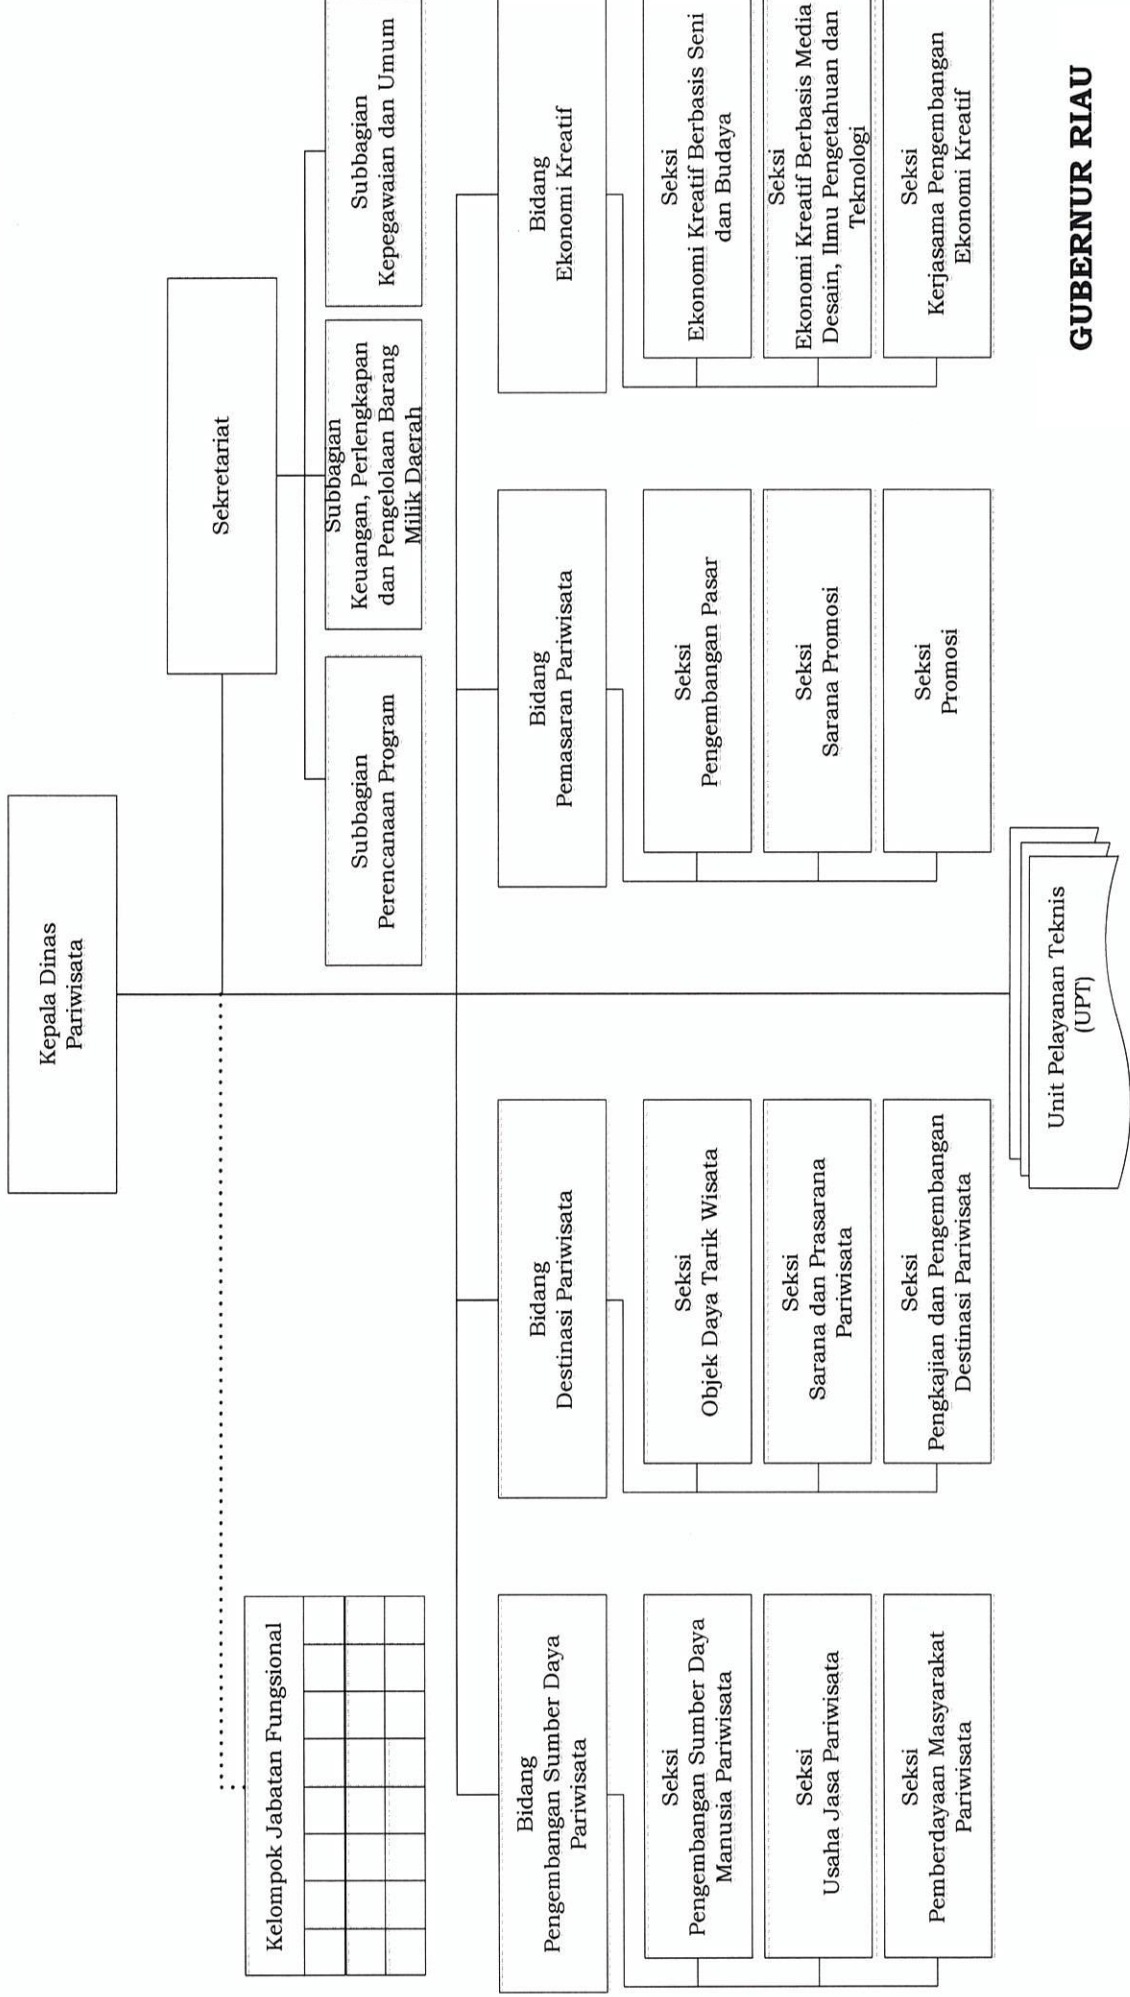 Kepala Dinas
Pariwisata
Sekretariat
Kelompok Jabatan Fungsional
Subbagian
Perencanaan Program
Subbagian
Keuangan, Perlengkapan
dan Pengelolaan Barang
Milik Daerah
Subbagian
Kepegawaian dan Umum
Bidang
Pengembangan Sumber Daya
Pariwisata
Seksi
Pengembangan Sumber Daya
Manusia Pariwisata
Seksi
Usaha Jasa Pariwisata
Seksi
Pemberdayaan Masyarakat
Pariwisata
Bidang
Destinasi Pariwisata
Seksi
Objek Daya Tarik Wisata
Seksi
Sarana dan Prasarana
Pariwisata
Seksi
Pengkajian dan Pengembangan
Destinasi Pariwisata
Bidang
Pemasaran Pariwisata
Seksi
Pengembangan Pasar
Seksi
Sarana Promosi
Seksi
Promosi
Bidang
Ekonomi Kreatif
Seksi
Ekonomi Kreatif Berbasis Seni
dan Budaya
Seksi
Ekonomi Kreatif Berbasis Media
Desain, Ilmu Pengetahuan dan
Teknologi
Seksi
Kerjasama Pengembangan
Ekonomi Kreatif
Unit Pelayanan Teknis
(UPT)
GUBERNUR RIAU